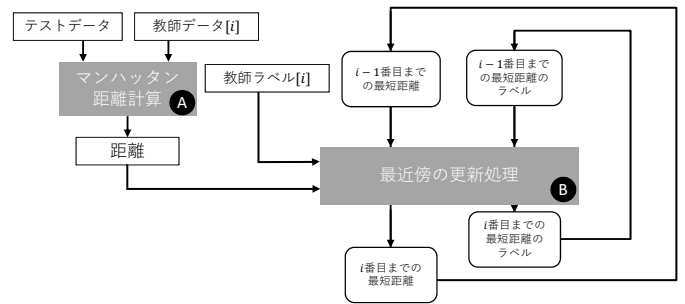 テストデータ
教師データ[i]
マンハッタン
距離計算
A
教師ラベル[i]
i−1番目まで
の最短距離
i−1番目まで
の最短距離の
ラベル
距離
最近傍の更新処理
B
i番目までの
最短距離の
ラベル
i番目までの
最短距離